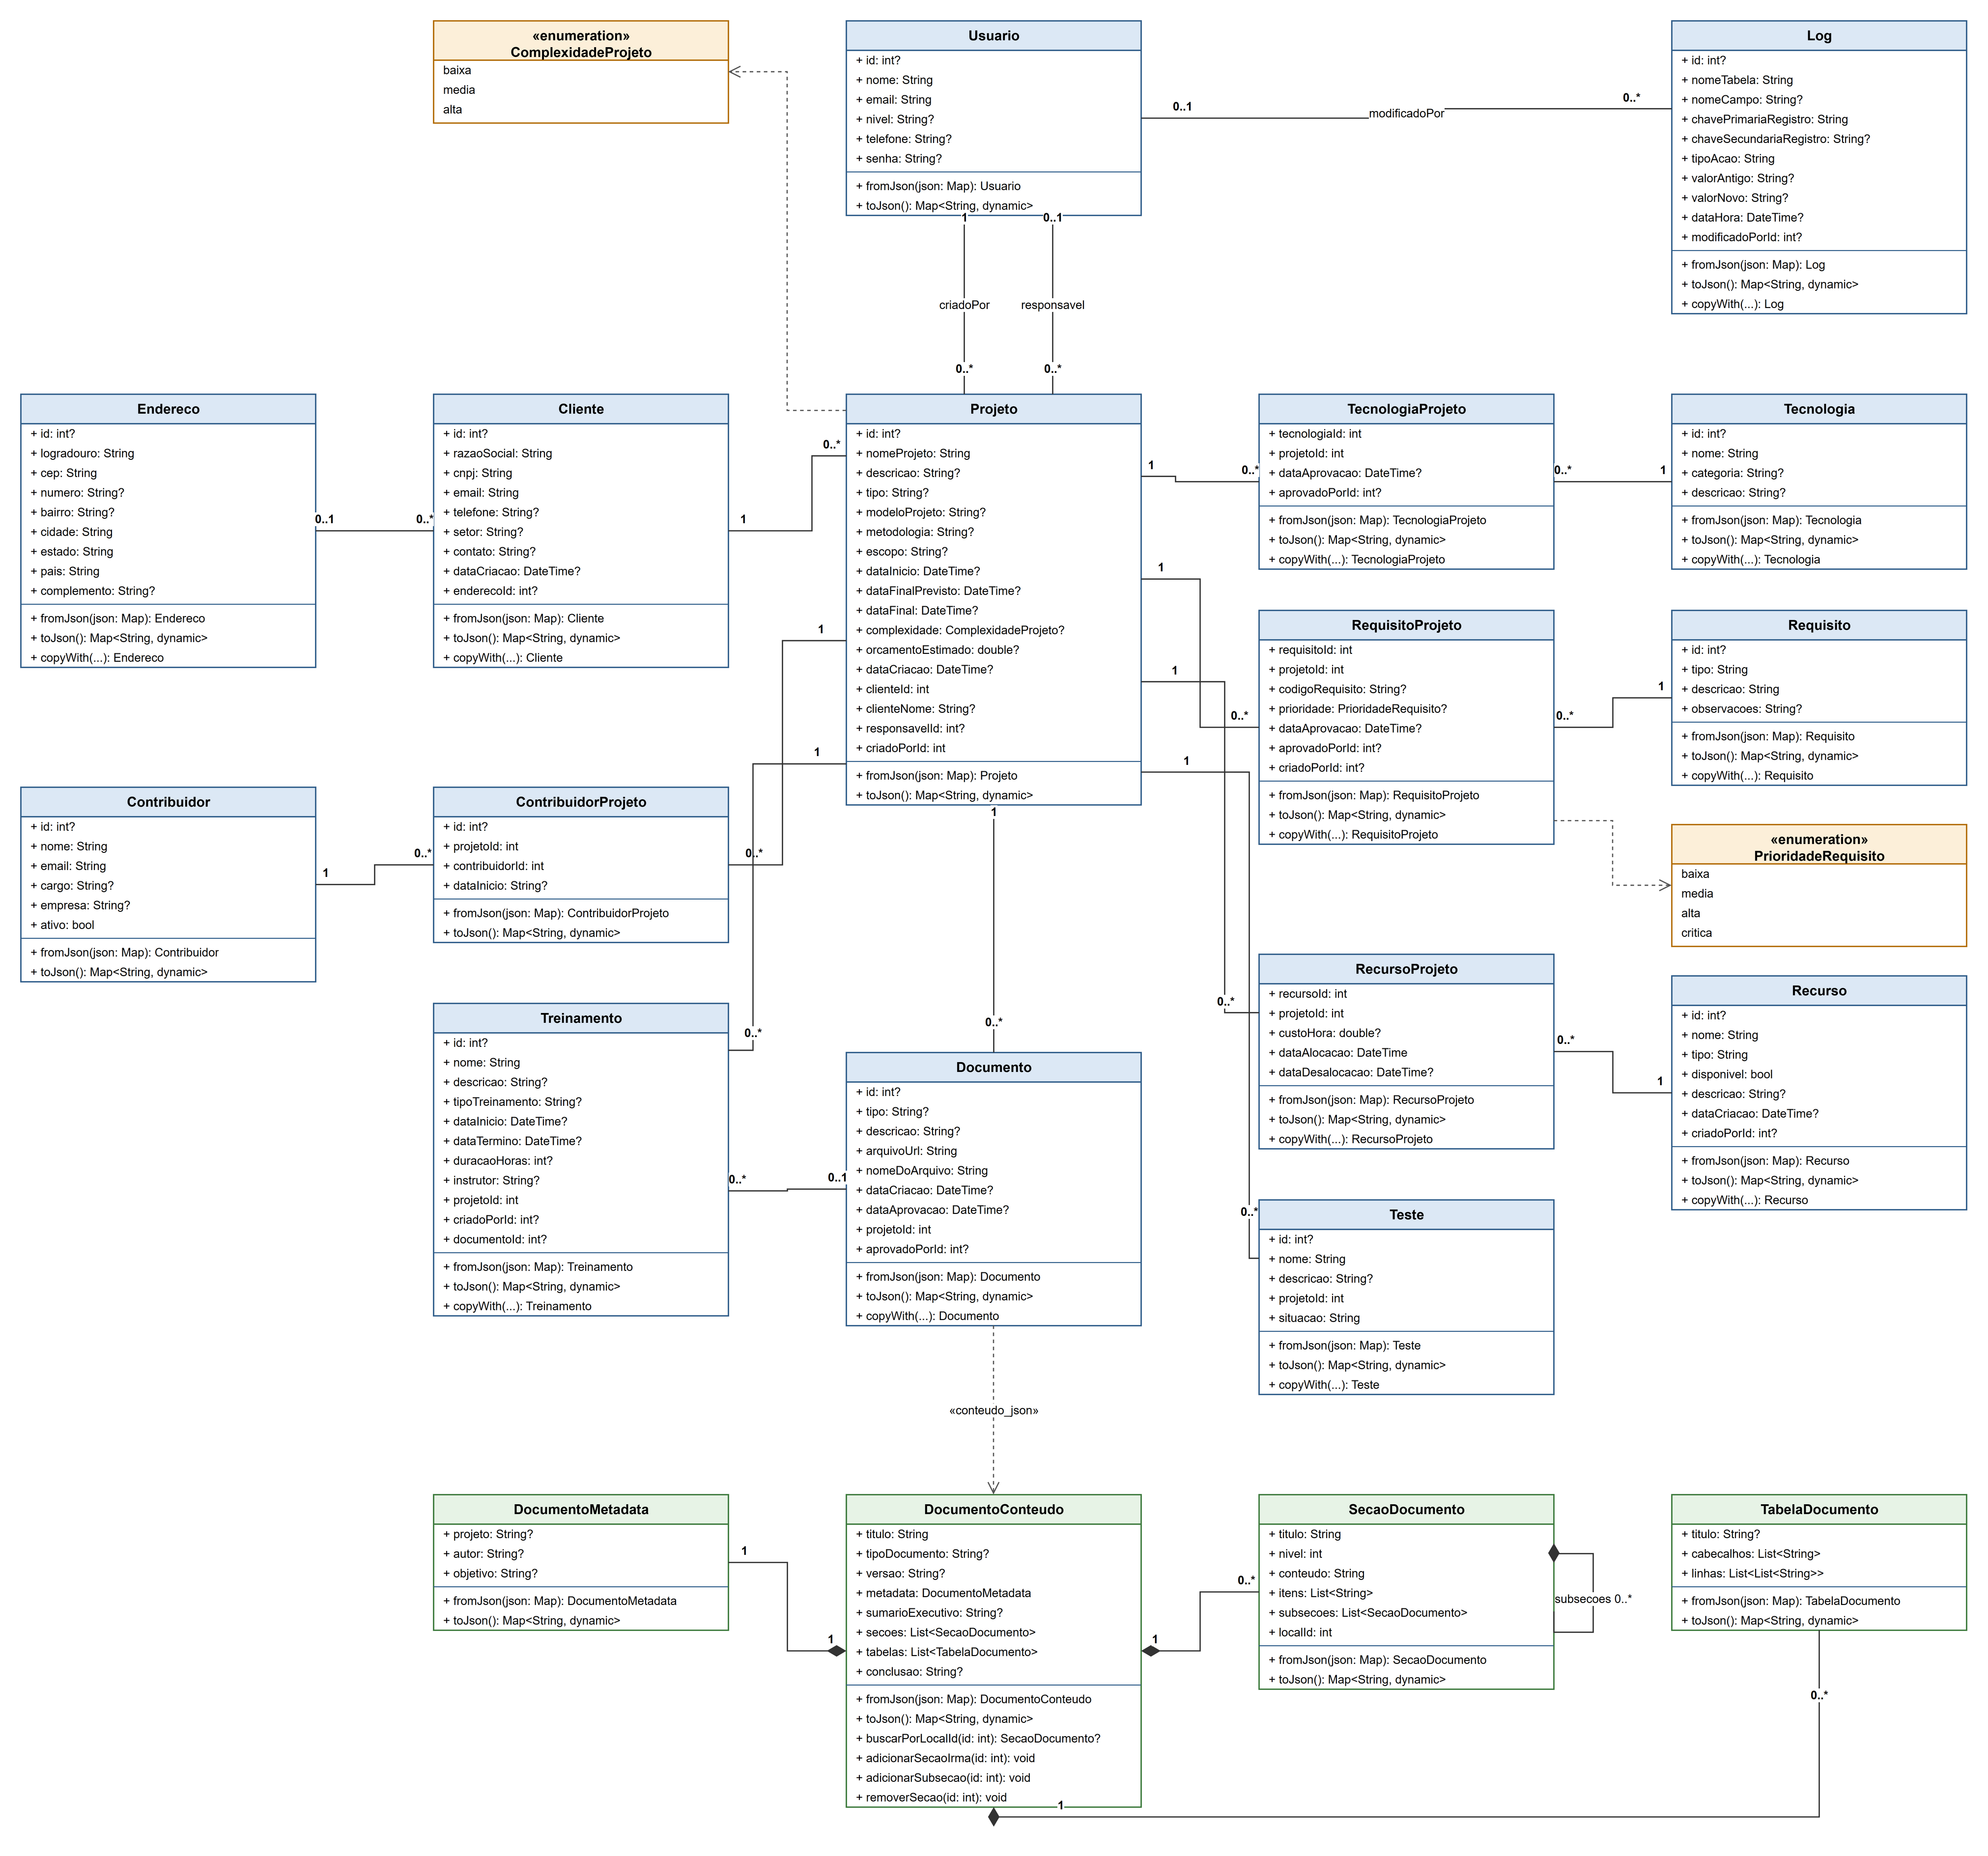 «enumeration»
ComplexidadeProjeto
baixa
media
alta
Usuario
+ id: int?
+ nome: String
+ email: String
+ nivel: String?
+ telefone: String?
+ senha: String?
+ fromJson(json: Map): Usuario
+ toJson(): Map<String, dynamic>
0..1
modificadoPor
0..*
Log
+ id: int?
+ nomeTabela: String
+ nomeCampo: String?
+ chavePrimariaRegistro: String
+ chaveSecundariaRegistro: String?
+ tipoAcao: String
+ valorAntigo: String?
+ valorNovo: String?
+ dataHora: DateTime?
+ modificadoPorId: int?
+ fromJson(json: Map): Log
+ toJson(): Map<String, dynamic>
+ copyWith(...): Log
1
0..1
criadoPor
responsavel
0..*
0..*
Endereco
+ id: int?
+ logradouro: String
+ cep: String
+ numero: String?
+ bairro: String?
+ cidade: String
+ estado: String
+ pais: String
+ complemento: String?
+ fromJson(json: Map): Endereco
+ toJson(): Map<String, dynamic>
+ copyWith(...): Endereco
0..1
0..*
Cliente
+ id: int?
+ razaoSocial: String
+ cnpj: String
+ email: String
+ telefone: String?
+ setor: String?
+ contato: String?
+ dataCriacao: DateTime?
+ enderecoId: int?
+ fromJson(json: Map): Cliente
+ toJson(): Map<String, dynamic>
+ copyWith(...): Cliente
1
0..*
Projeto
+ id: int?
+ nomeProjeto: String
+ descricao: String?
+ tipo: String?
+ modeloProjeto: String?
+ metodologia: String?
+ escopo: String?
+ dataInicio: DateTime?
+ dataFinalPrevisto: DateTime?
+ dataFinal: DateTime?
+ complexidade: ComplexidadeProjeto?
+ orcamentoEstimado: double?
+ dataCriacao: DateTime?
+ clienteId: int
+ clienteNome: String?
+ responsavelId: int?
+ criadoPorId: int
+ fromJson(json: Map): Projeto
+ toJson(): Map<String, dynamic>
1
0..*
TecnologiaProjeto
+ tecnologiaId: int
+ projetoId: int
+ dataAprovacao: DateTime?
+ aprovadoPorId: int?
+ fromJson(json: Map): TecnologiaProjeto
+ toJson(): Map<String, dynamic>
+ copyWith(...): TecnologiaProjeto
0..*
1
Tecnologia
+ id: int?
+ nome: String
+ categoria: String?
+ descricao: String?
+ fromJson(json: Map): Tecnologia
+ toJson(): Map<String, dynamic>
+ copyWith(...): Tecnologia
1
0..*
RequisitoProjeto
+ requisitoId: int
+ projetoId: int
+ codigoRequisito: String?
+ prioridade: PrioridadeRequisito?
+ dataAprovacao: DateTime?
+ aprovadoPorId: int?
+ criadoPorId: int?
+ fromJson(json: Map): RequisitoProjeto
+ toJson(): Map<String, dynamic>
+ copyWith(...): RequisitoProjeto
0..*
1
Requisito
+ id: int?
+ tipo: String
+ descricao: String
+ observacoes: String?
+ fromJson(json: Map): Requisito
+ toJson(): Map<String, dynamic>
+ copyWith(...): Requisito
«enumeration»
PrioridadeRequisito
baixa
media
alta
critica
Contribuidor
+ id: int?
+ nome: String
+ email: String
+ cargo: String?
+ empresa: String?
+ ativo: bool
+ fromJson(json: Map): Contribuidor
+ toJson(): Map<String, dynamic>
1
0..*
ContribuidorProjeto
+ id: int?
+ projetoId: int
+ contribuidorId: int
+ dataInicio: String?
+ fromJson(json: Map): ContribuidorProjeto
+ toJson(): Map<String, dynamic>
0..*
1
1
1
1
1
0..*
Treinamento
+ id: int?
+ nome: String
+ descricao: String?
+ tipoTreinamento: String?
+ dataInicio: DateTime?
+ dataTermino: DateTime?
+ duracaoHoras: int?
+ instrutor: String?
+ projetoId: int
+ criadoPorId: int?
+ documentoId: int?
+ fromJson(json: Map): Treinamento
+ toJson(): Map<String, dynamic>
+ copyWith(...): Treinamento
0..*
0..1
0..*
Documento
+ id: int?
+ tipo: String?
+ descricao: String?
+ arquivoUrl: String
+ nomeDoArquivo: String
+ dataCriacao: DateTime?
+ dataAprovacao: DateTime?
+ projetoId: int
+ aprovadoPorId: int?
+ fromJson(json: Map): Documento
+ toJson(): Map<String, dynamic>
+ copyWith(...): Documento
0..*
RecursoProjeto
+ recursoId: int
+ projetoId: int
+ custoHora: double?
+ dataAlocacao: DateTime
+ dataDesalocacao: DateTime?
+ fromJson(json: Map): RecursoProjeto
+ toJson(): Map<String, dynamic>
+ copyWith(...): RecursoProjeto
0..*
1
Recurso
+ id: int?
+ nome: String
+ tipo: String
+ disponivel: bool
+ descricao: String?
+ dataCriacao: DateTime?
+ criadoPorId: int?
+ fromJson(json: Map): Recurso
+ toJson(): Map<String, dynamic>
+ copyWith(...): Recurso
0..*
Teste
+ id: int?
+ nome: String
+ descricao: String?
+ projetoId: int
+ situacao: String
+ fromJson(json: Map): Teste
+ toJson(): Map<String, dynamic>
+ copyWith(...): Teste
«conteudo_json»
DocumentoMetadata
+ projeto: String?
+ autor: String?
+ objetivo: String?
+ fromJson(json: Map): DocumentoMetadata
+ toJson(): Map<String, dynamic>
1
1
DocumentoConteudo
+ titulo: String
+ tipoDocumento: String?
+ versao: String?
+ metadata: DocumentoMetadata
+ sumarioExecutivo: String?
+ secoes: List<SecaoDocumento>
+ tabelas: List<TabelaDocumento>
+ conclusao: String?
+ fromJson(json: Map): DocumentoConteudo
+ toJson(): Map<String, dynamic>
+ buscarPorLocalId(id: int): SecaoDocumento?
+ adicionarSecaoIrma(id: int): void
+ adicionarSubsecao(id: int): void
+ removerSecao(id: int): void
1
0..*
SecaoDocumento
+ titulo: String
+ nivel: int
+ conteudo: String
+ itens: List<String>
+ subsecoes: List<SecaoDocumento>
+ localId: int
+ fromJson(json: Map): SecaoDocumento
+ toJson(): Map<String, dynamic>
subsecoes 0..*
TabelaDocumento
+ titulo: String?
+ cabecalhos: List<String>
+ linhas: List<List<String>>
+ fromJson(json: Map): TabelaDocumento
+ toJson(): Map<String, dynamic>
0..*
1